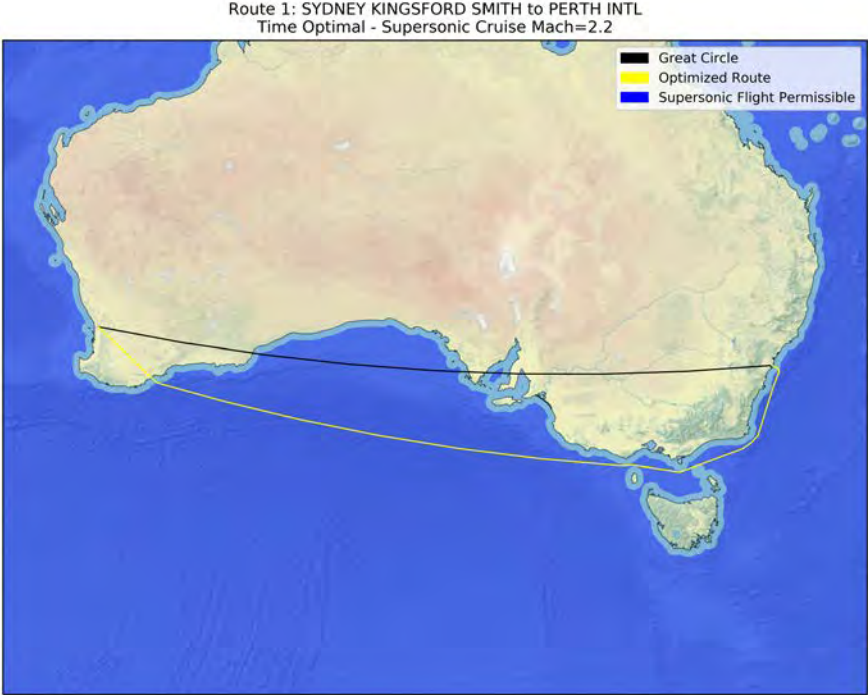 Route 1: SYDNEY KINGSFORD SMITH to PERTH INTL
Time Optimal - Supersonic Cruise Mach=2.2
Great Circle
Optimized Route
Supersonic Flight Permissible